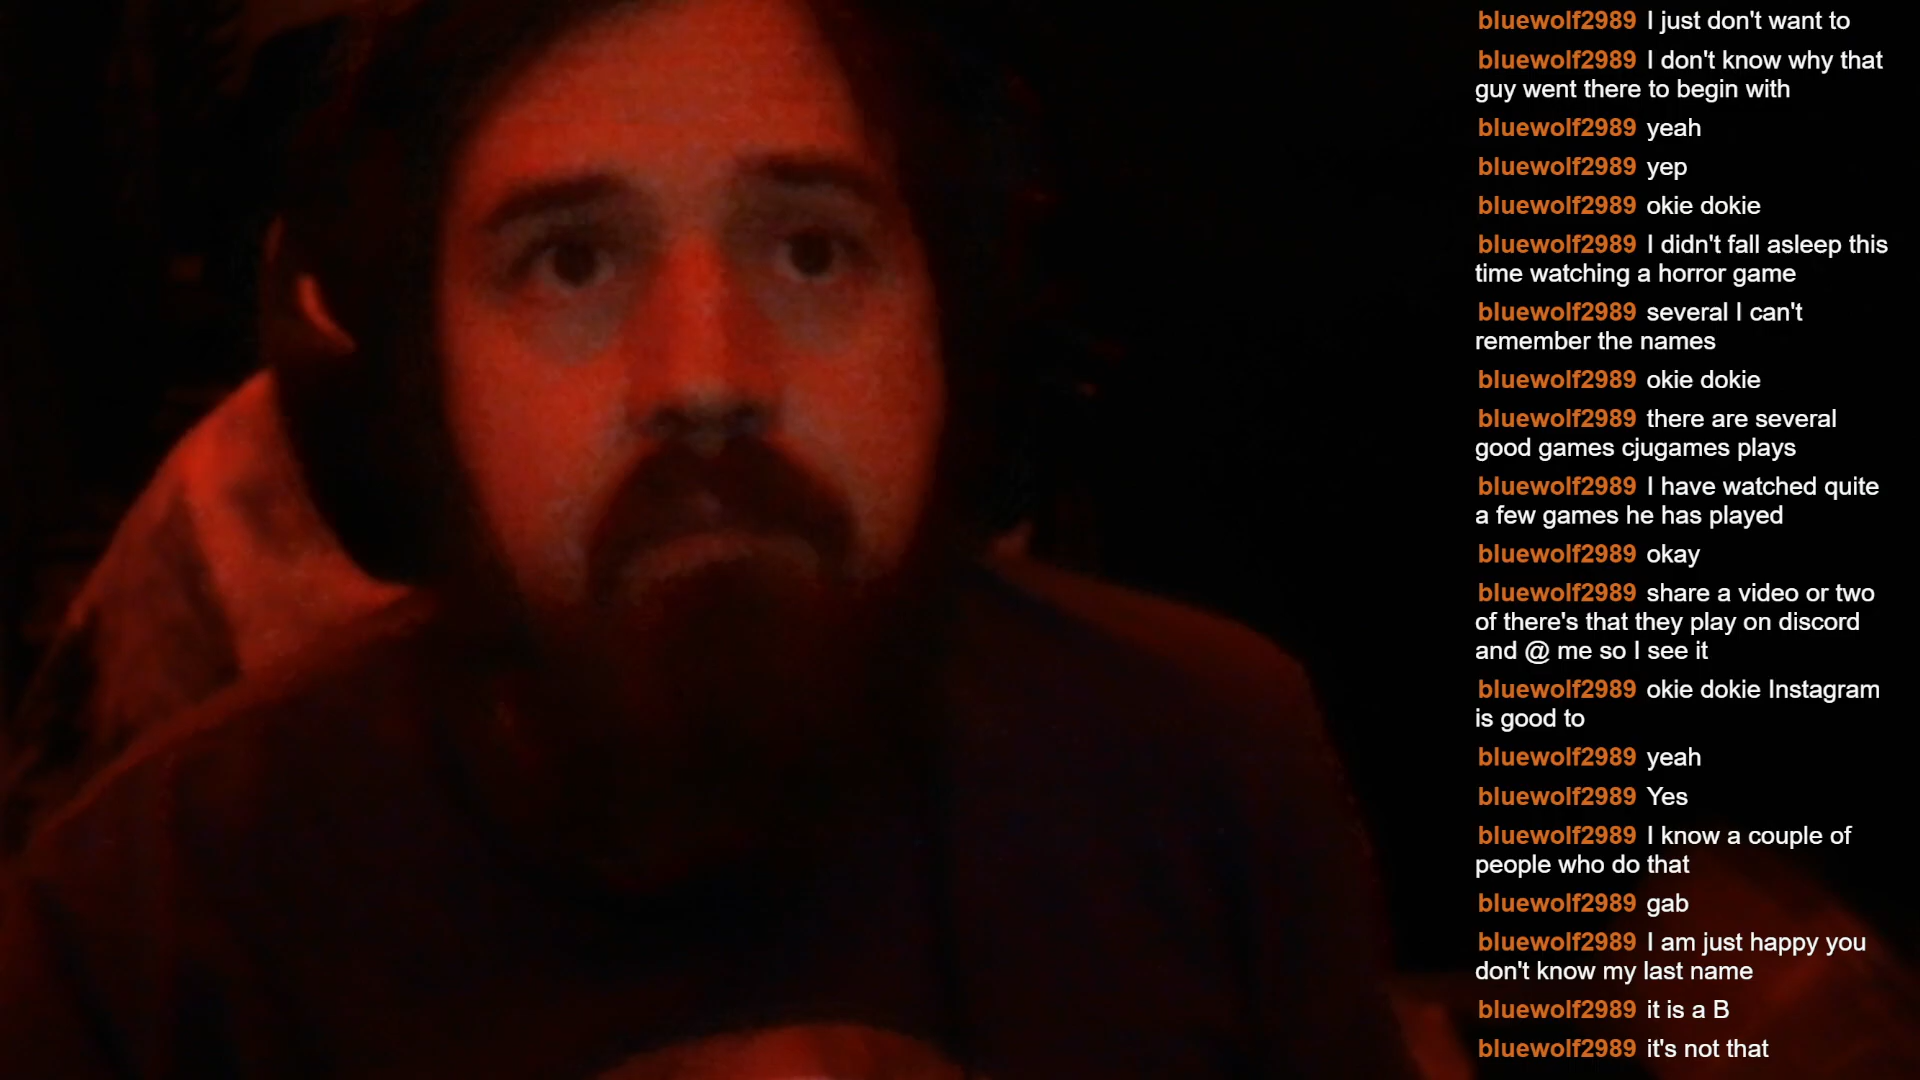 bluewolf2989 I just don't want to
bluewolf2989 I don't know why that
guy went there to begin with
bluewolf2989 yeah
bluewolf2989 yep
bluewolf2989 okie dokie
bluewolf2989 I didn't fall asleep this
time watching a horror game
bluewolf2989 several I can't
remember the names
bluewolf2989 okie dokie
bluewolf2989 there are several
good games cjugames plays
bluewolf2989 I have watched quite
a few games he has played
bluewolf2989 okay
bluewolf2989 share a video or two
of there's that they play on discord
and @ me so I see it
bluewolf2989 okie dokie Instagram
is good to
bluewolf2989 yeah
bluewolf2989 Yes
bluewolf2989 I know a couple of
people who do that
bluewolf2989 gab
bluewolf2989 I am just happy you
don't know my last name
bluewolf2989 it is a B
bluewolf2989 it's not that